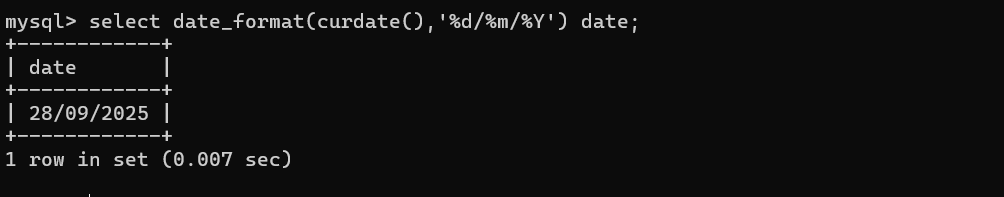 mysql> select date_format(curdate(),'%d/%m/%Y') date;
+------------+
| date       |
+------------+
| 28/09/2025 |
+------------+
1 row in set (0.007 sec)